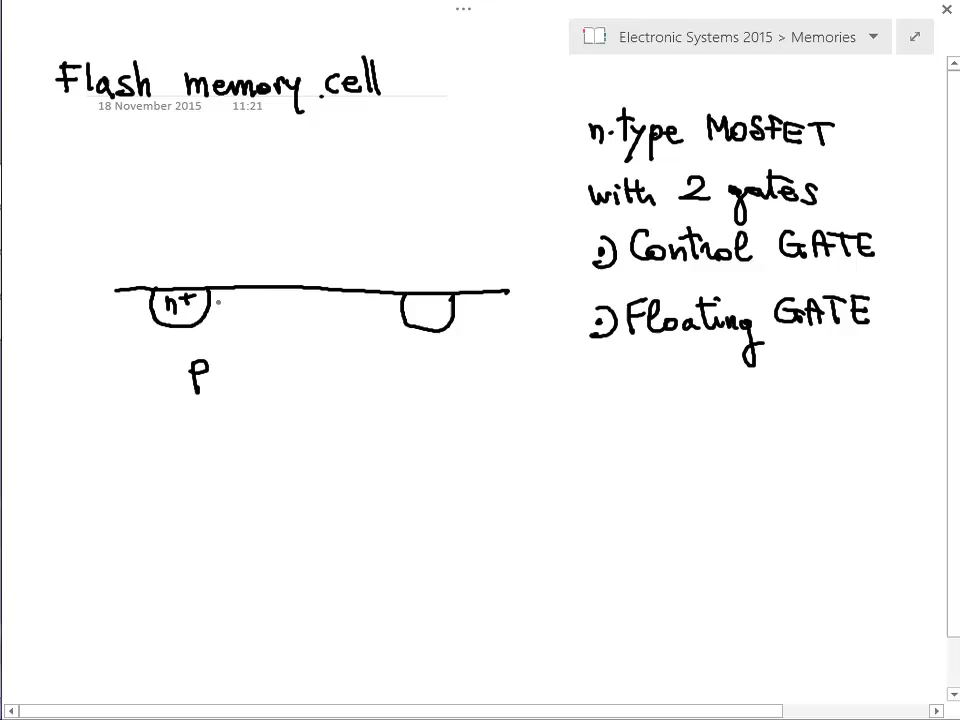 Electronic Systems 2015 > Memories
Flash memory cell
18 November 2015 11:21
n-type MOSFET
with 2 gates
:) Control GATE
:) Floating GATE
n+
P